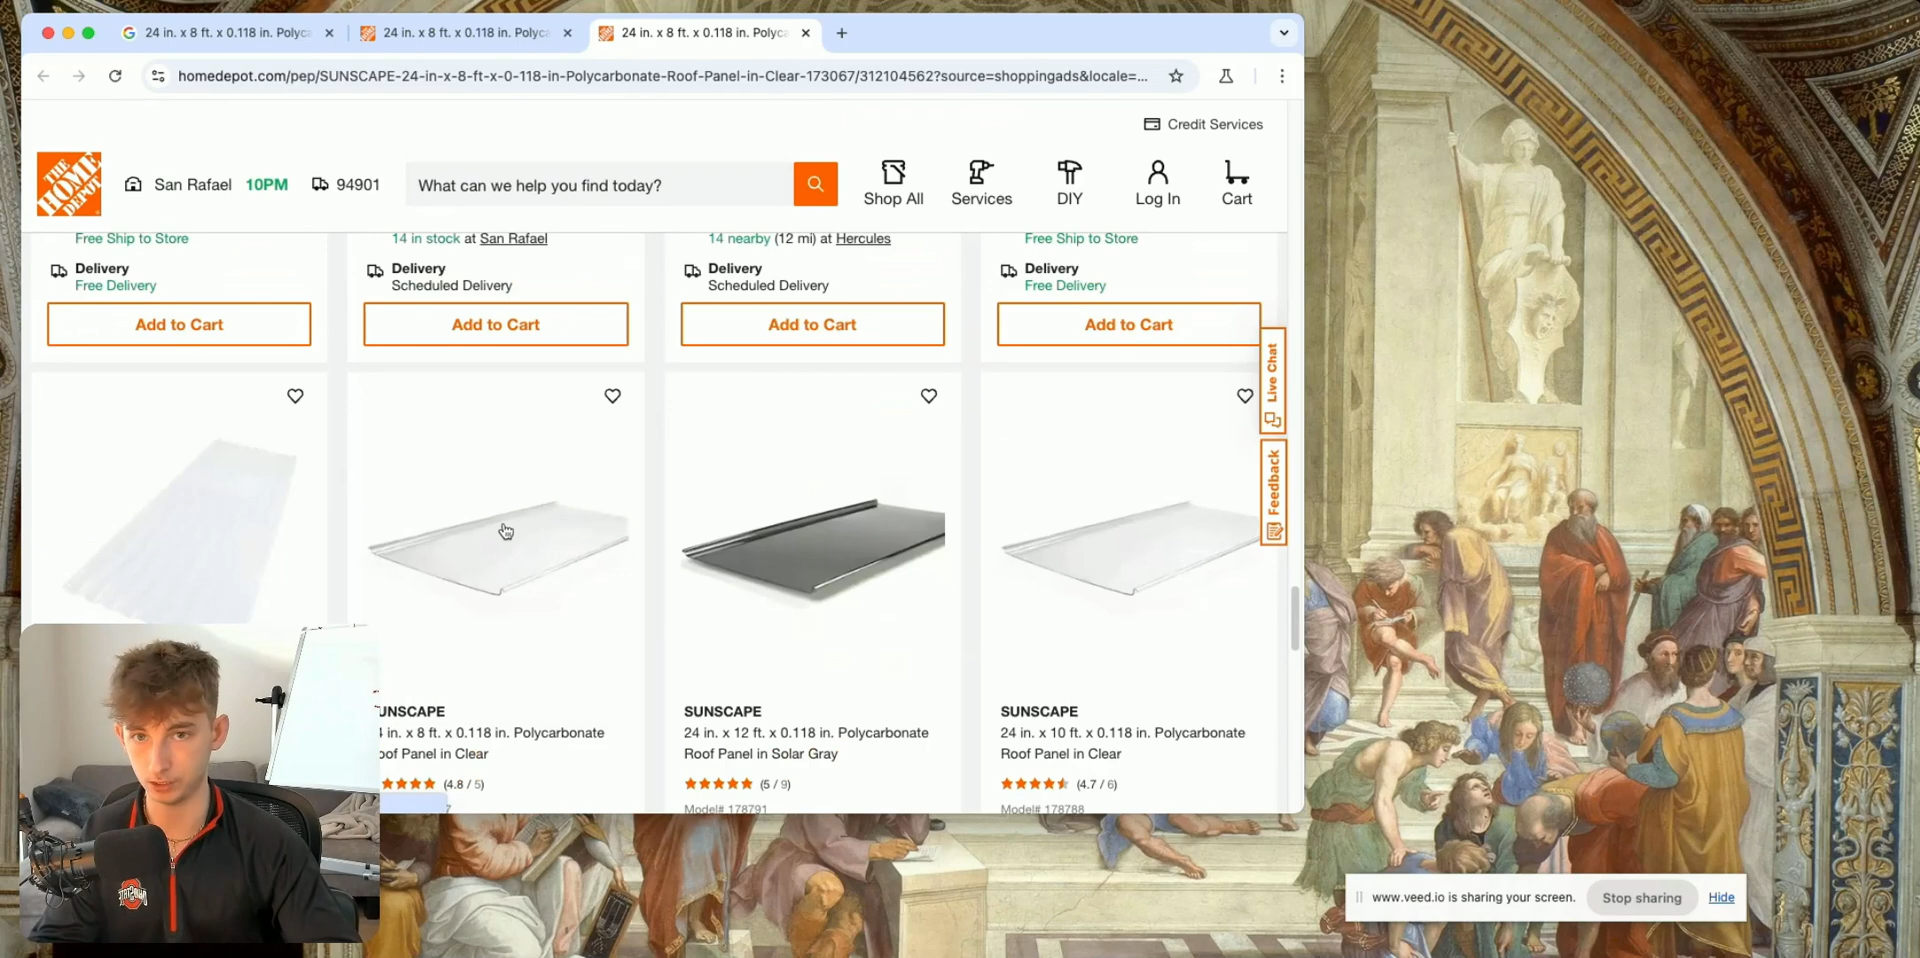 24 in. x 8 ft. x 0.118 in. Polyca
24 in. x 8 ft. x 0.118 in. Polyca
24 in. x 8 ft. x 0.118 in. Polyca
homedepot.com/pep/SUNSCAPE-24-in-x-8-ft-x-0-118-in-Polycarbonate-Roof-Panel-in-Clear-173067/312104562?source=shoppingads&locale=...
Credit Services
THE HOME DEPOT
San Rafael 10PM 94901
What can we help you find today?
Shop All
Services
DIY
Log In
Cart
Free Ship to Store
14 in stock at San Rafael
14 nearby (12 mi) at Hercules
Free Ship to Store
Delivery
Free Delivery
Delivery
Scheduled Delivery
Delivery
Scheduled Delivery
Delivery
Free Delivery
Add to Cart
Add to Cart
Add to Cart
Add to Cart
Live Chat
Feedback
UNSCAPE
in. x 8 ft. x 0.118 in. Polycarbonate
oof Panel in Clear
(4.8 / 5)
7
SUNSCAPE
24 in. x 12 ft. x 0.118 in. Polycarbonate
Roof Panel in Solar Gray
(5 / 9)
Model# 178791
SUNSCAPE
24 in. x 10 ft. x 0.118 in. Polycarbonate
Roof Panel in Clear
(4.7 / 6)
Model# 178788
OHIO STATE
www.veed.io is sharing your screen.
Stop sharing
Hide